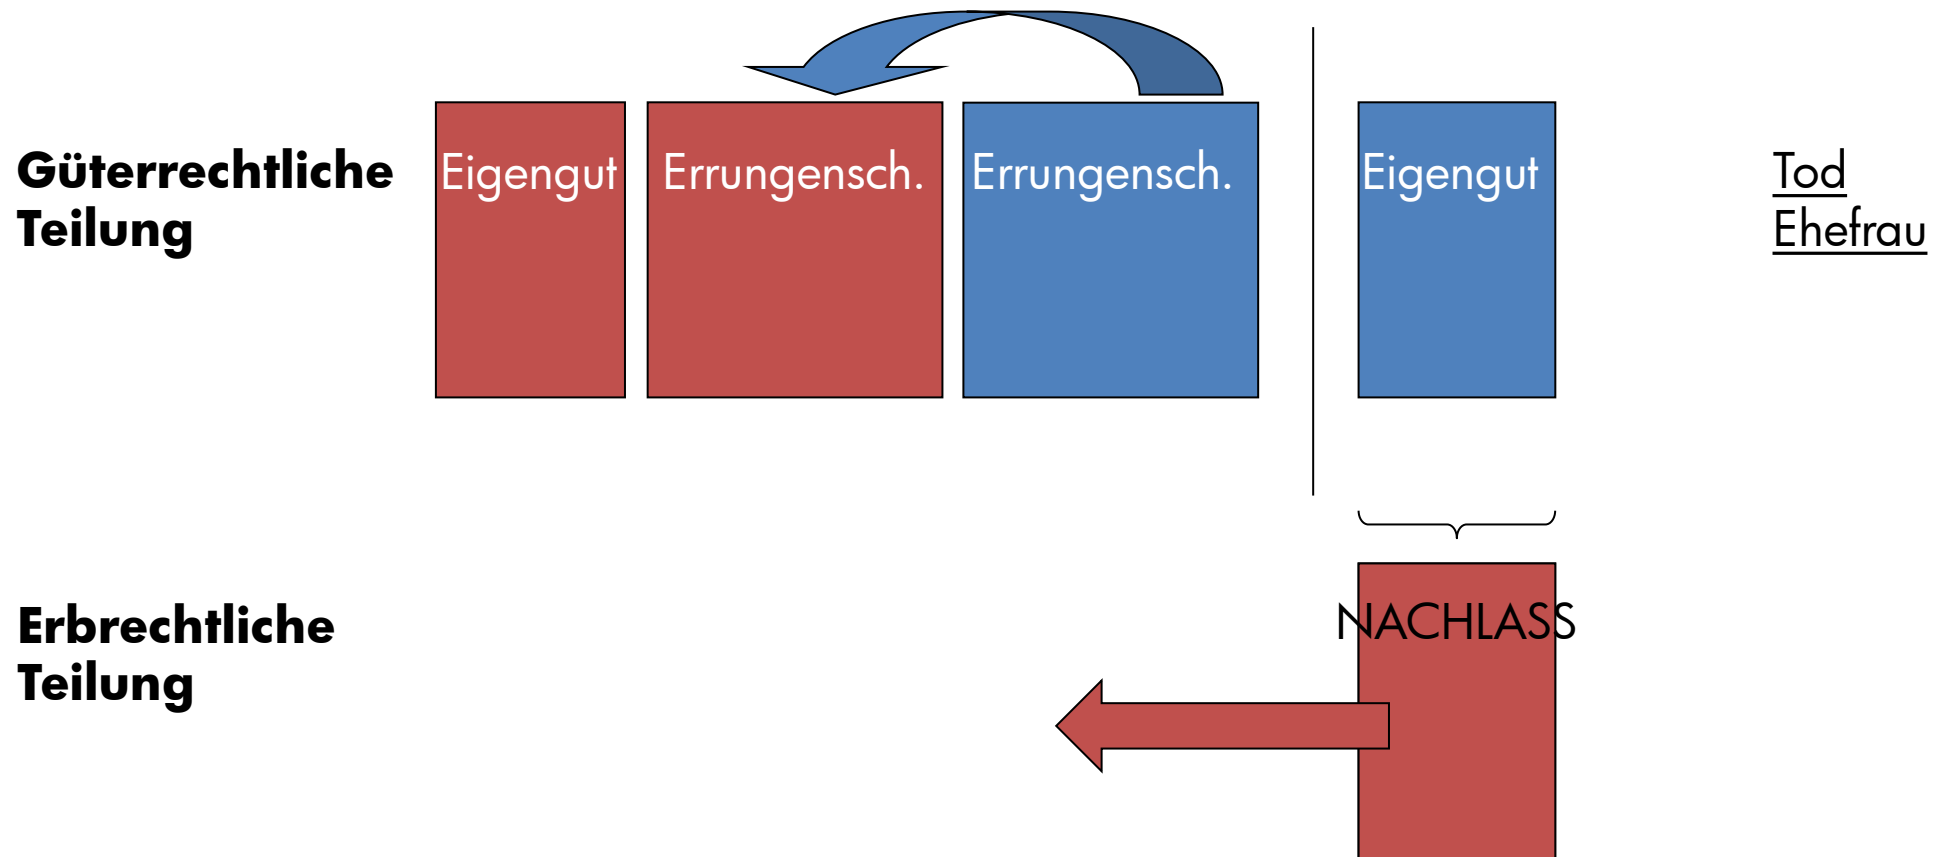 Güterrechtliche
Teilung
Eigengut
Errungensch.
Errungensch.
Eigengut
Tod
Ehefrau
Erbrechtliche
Teilung
NACHLASS